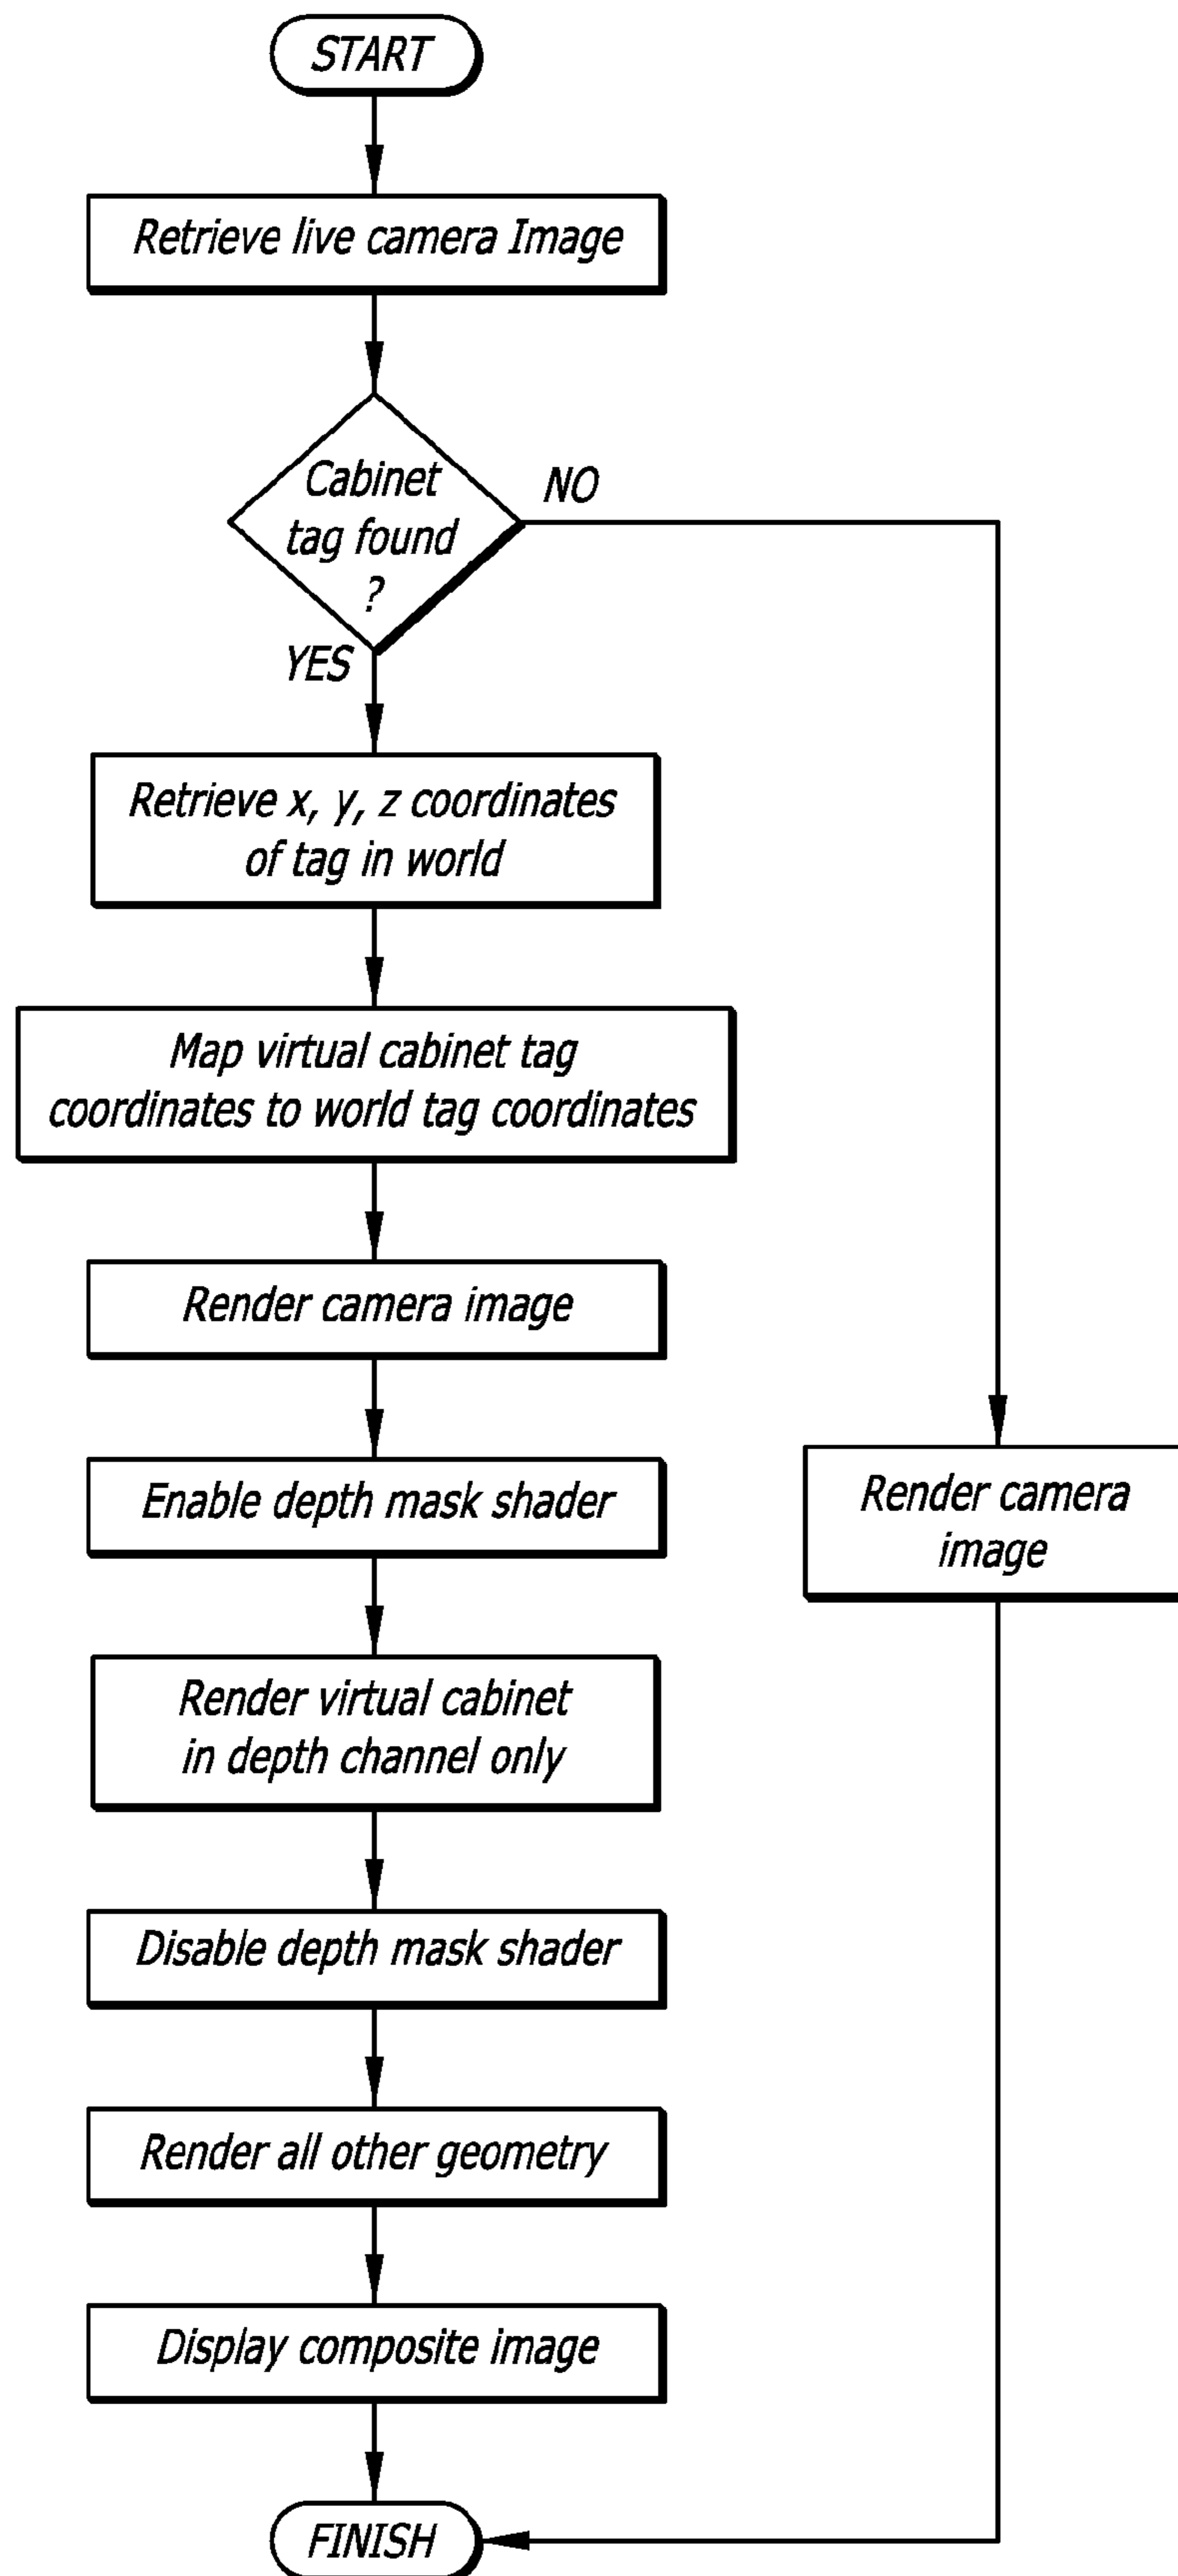 START
Retrieve live camera Image
Cabinet
tag found
?
NO
YES
Retrieve x, y, z coordinates
of tag in world
Map virtual cabinet tag
coordinates to world tag coordinates
Render camera image
Enable depth mask shader
Render camera
image
Render virtual cabinet
in depth channel only
Disable depth mask shader
Render all other geometry
Display composite image
FINISH